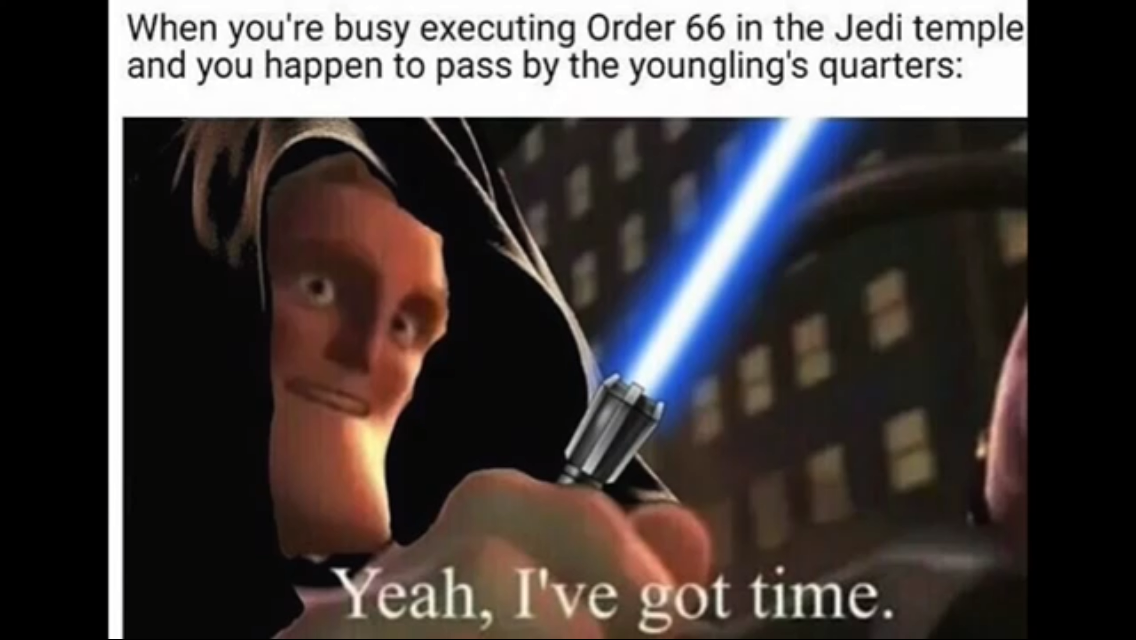 When you're busy executing Order 66 in the Jedi temple
and you happen to pass by the youngling's quarters:
Yeah, I've got time.